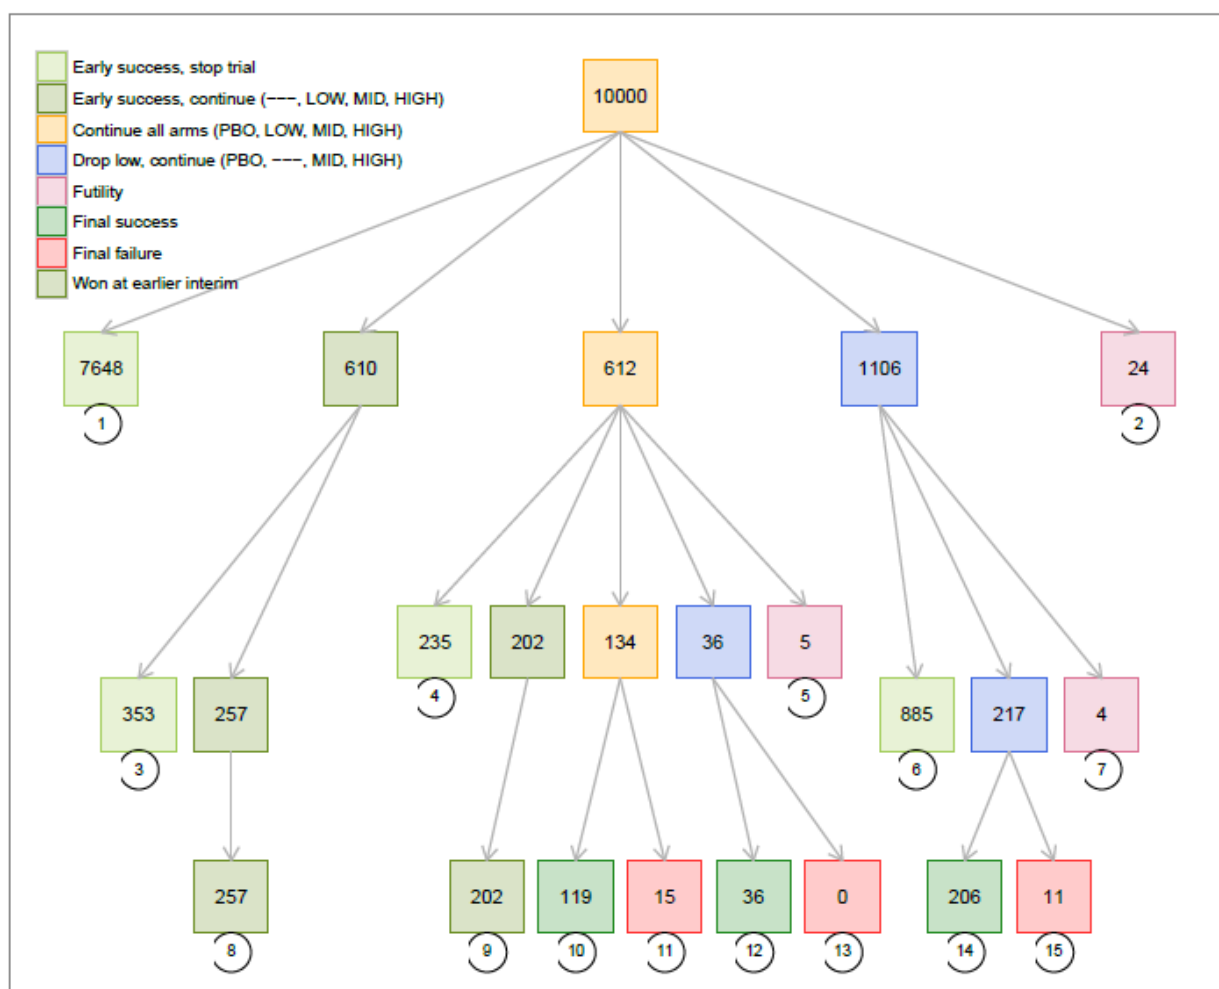 Early success, stop trial
Early success, continue (−−−, LOW, MID, HIGH)
Continue all arms (PBO, LOW, MID, HIGH)
Drop low, continue (PBO, −−−, MID, HIGH)
Futility
Final success
Final failure
Won at earlier interim
10000
7648 610 612 1106 24
1 2
235 202 134 36 5
4 5
353 257 885 217 4
3 6 7
257 202 119 15 36 0 206 11
8 9 10 11 12 13 14 15